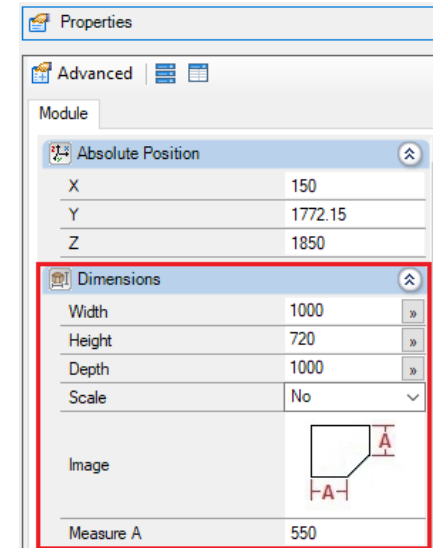 Properties
Advanced
Module
Absolute Position
X 150
Y 1772.15
Z 1850
Dimensions
Width 1000 »
Height 720 »
Depth 1000 »
Scale No
A
Image
A
Measure A 550